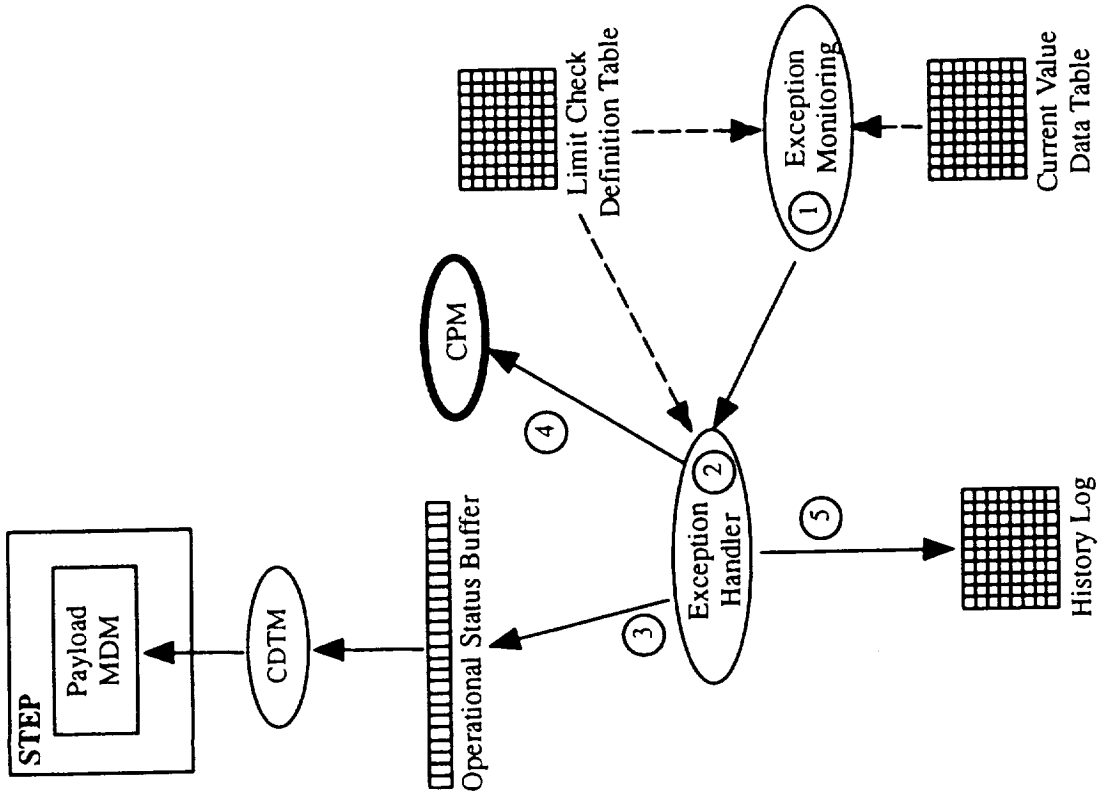 STEP
Payload
MDM
CDTM
Operational Status Buffer
3
Exception
Handler
2
4
CPM
5
History Log
Limit Check
Definition Table
1
Exception
Monitoring
Current Value
Data Table